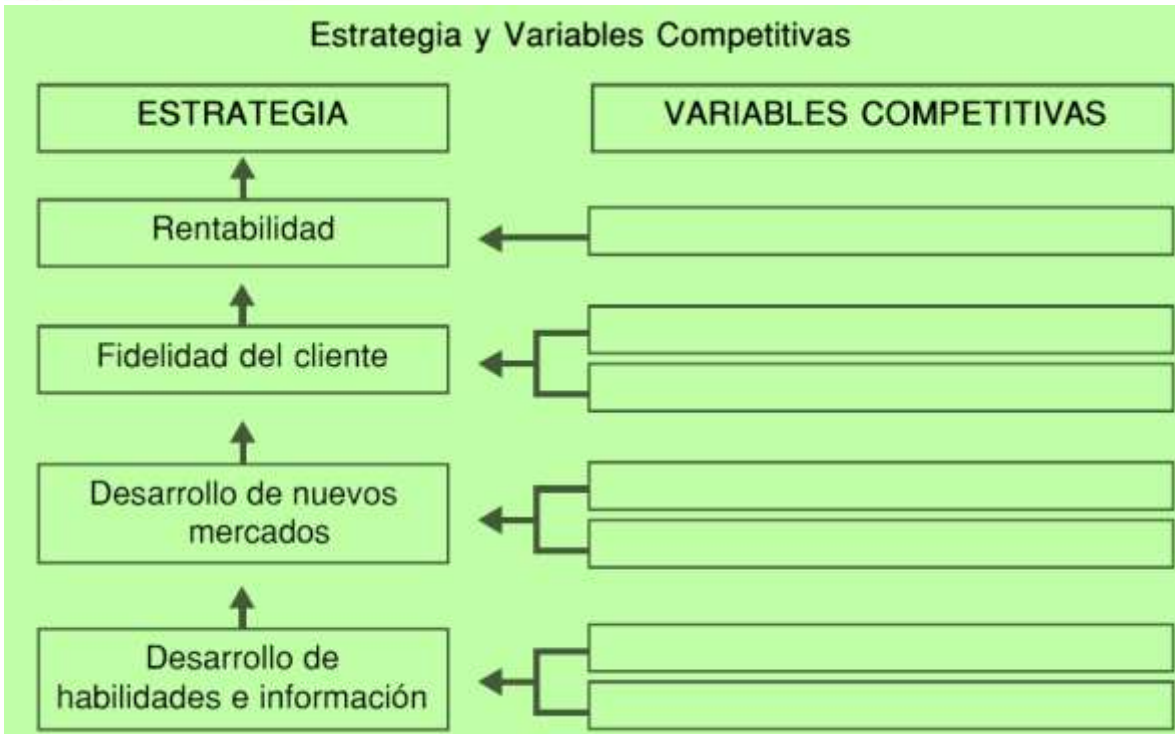 Estrategia y Variables Competitivas
ESTRATEGIA
VARIABLES COMPETITIVAS
Rentabilidad
Fidelidad del cliente
Desarrollo de nuevos
mercados
Desarrollo de
habilidades e información